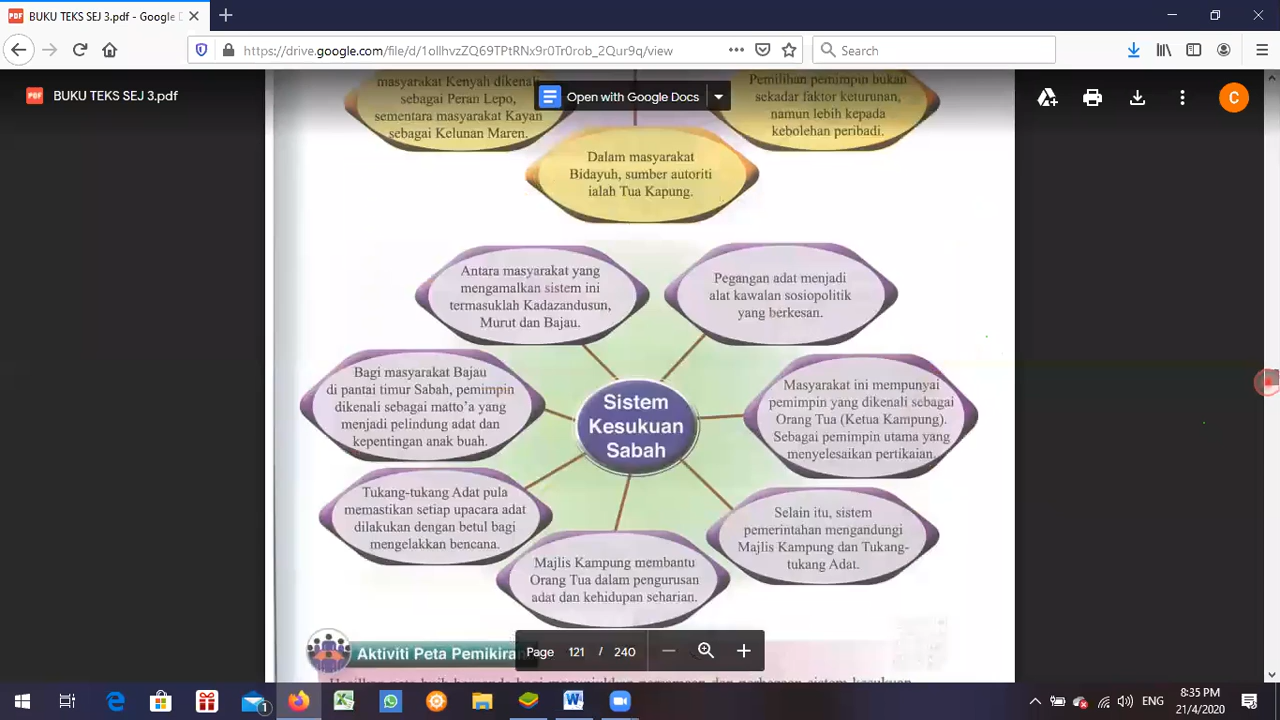 BUKU TEKS SEJ 3.pdf - Google D
https://drive.google.com/file/d/1ollhvzZQ69TPtRNx9r0Tr0rob_2Qur9q/view
Search
BUKU TEKS SEJ 3.pdf
Open with Google Docs
C
masyarakat Kenyah dikenali
sebagai Peran Lepo,
sementara masyarakat Kayan
sebagai Kelunan Maren.
Pemilihan pemimpin bukan
sekadar faktor keturunan,
namun lebih kepada
kebolehan peribadi.
Dalam masyarakat
Bidayuh, sumber autoriti
ialah Tua Kapung.
Antara masyarakat yang
mengamalkan sistem ini
termasuklah Kadazandusun,
Murut dan Bajau.
Pegangan adat menjadi
alat kawalan sosiopolitik
yang berkesan.
Bagi masyarakat Bajau
di pantai timur Sabah, pemimpin
dikenali sebagai matto'a yang
menjadi pelindung adat dan
kepentingan anak buah.
Sistem
Kesukuan
Sabah
Masyarakat ini mempunyai
pemimpin yang dikenali sebagai
Orang Tua (Ketua Kampung).
Sebagai pemimpin utama yang
menyelesaikan pertikaian.
Tukang-tukang Adat pula
memastikan setiap upacara adat
dilakukan dengan betul bagi
mengelakkan bencana.
Selain itu, sistem
pemerintahan mengandungi
Majlis Kampung dan Tukang-
tukang Adat.
Majlis Kampung membantu
Orang Tua dalam pengurusan
adat dan kehidupan seharian.
Aktiviti Peta Pemikiran
Page 121 / 240
1
ENG
8:35 PM
21/4/2020